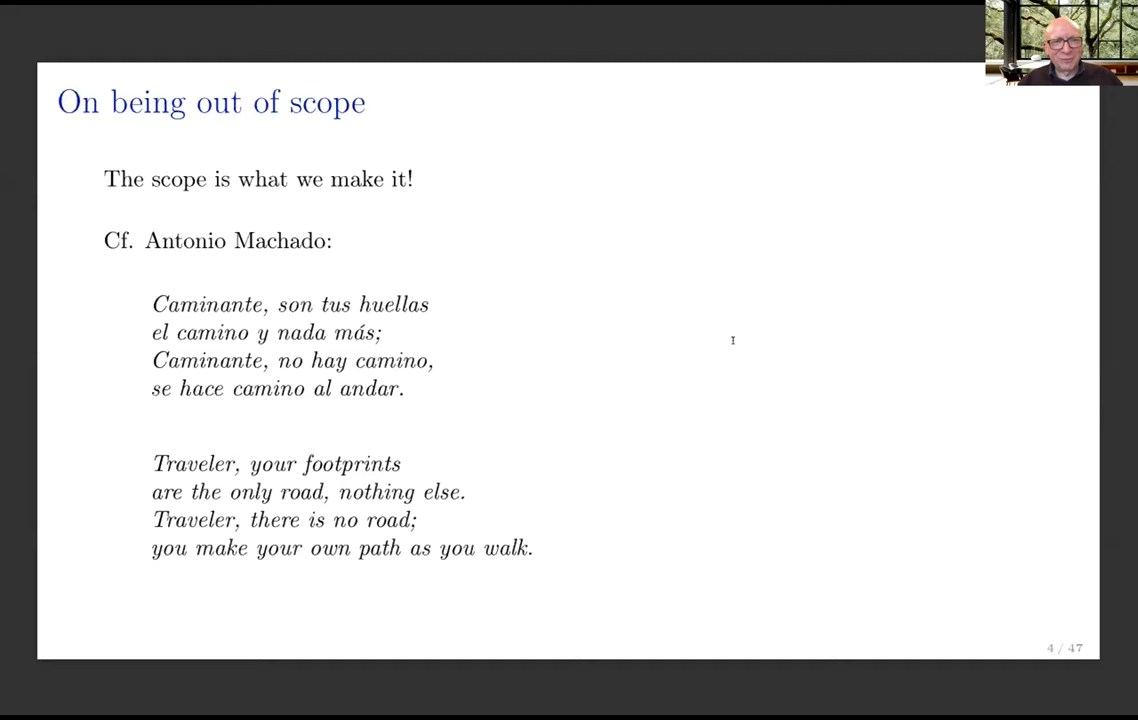 On being out of scope
The scope is what we make it!
Cf. Antonio Machado:
Caminante, son tus huellas
el camino y nada más;
Caminante, no hay camino,
se hace camino al andar.
Traveler, your footprints
are the only road, nothing else.
Traveler, there is no road;
you make your own path as you walk.
4 / 47